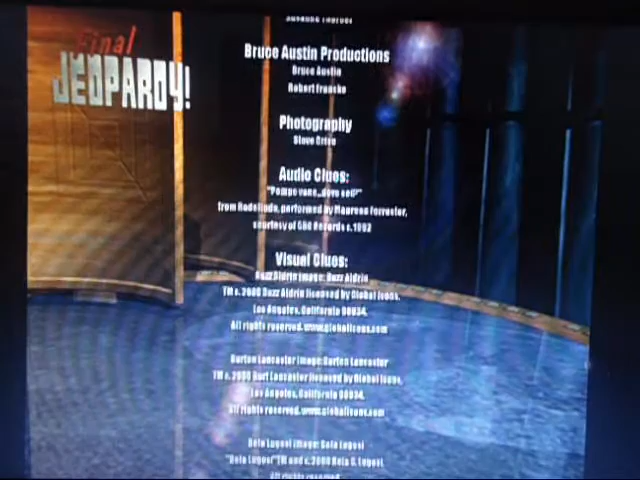 Final
JEOPARDY!
Bruce Austin Productions
Bruce Austin
Robert Francke
Photography
Steve Crise
Audio Clues:
"Pompe vane, dove sei?"
from Rodelinda, performed by Maureen Forrester,
courtesy of CBC Records c. 1992
Visual Clues:
Buzz Aldrin image: Buzz Aldrin
TM c. 2000 Buzz Aldrin licensed by Global Icons,
Los Angeles, California 90034.
All rights reserved. www.globalicons.com
Burton Lancaster image: Burton Lancaster
TM c. 2000 Burt Lancaster licensed by Global Icons,
Los Angeles, California 90034.
All rights reserved. www.globalicons.com
Bela Lugosi image: Bela Lugosi
"Bela Lugosi" TM and c. 2000 Bela G. Lugosi
All rights reserved